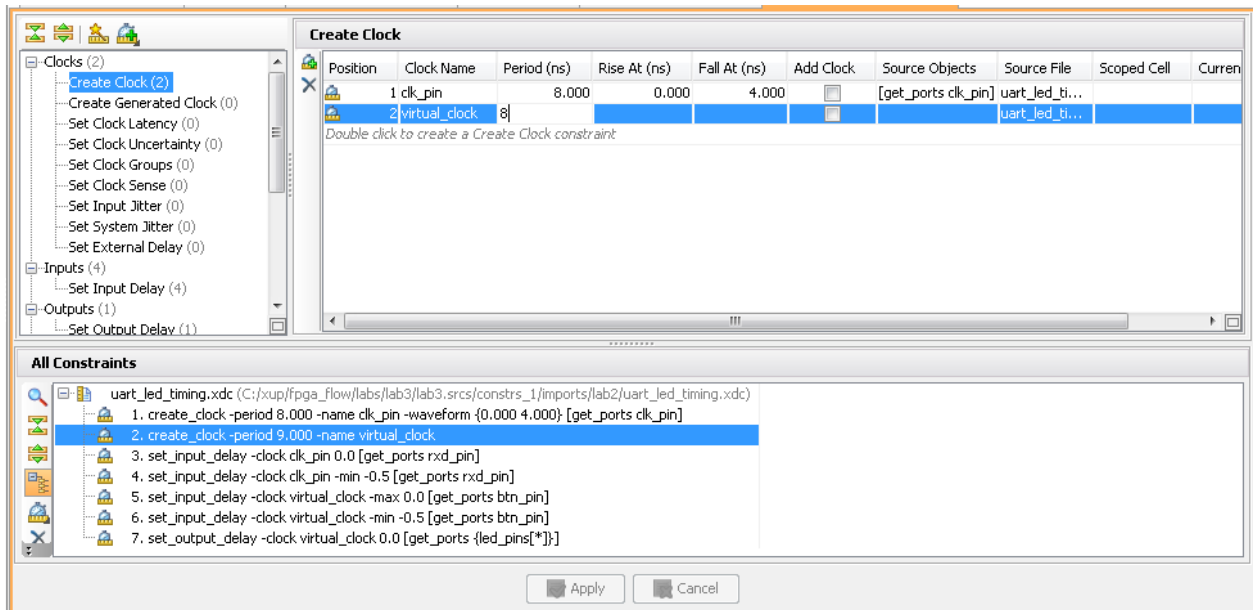 Create Clock
Clocks (2)
Create Clock (2)
Create Generated Clock (0)
Set Clock Latency (0)
Set Clock Uncertainty (0)
Set Clock Groups (0)
Set Clock Sense (0)
Set Input Jitter (0)
Set System Jitter (0)
Set External Delay (0)
Inputs (4)
Set Input Delay (4)
Outputs (1)
Set Output Delay (1)
Position Clock Name Period (ns) Rise At (ns) Fall At (ns) Add Clock Source Objects Source File Scoped Cell Curren
1 clk_pin 8.000 0.000 4.000 [get_ports clk_pin] uart_led_ti...
2 virtual_clock 8 uart_led_ti...
Double click to create a Create Clock constraint
All Constraints
uart_led_timing.xdc (C:/xup/fpga_flow/labs/lab3/lab3.srcs/constrs_1/imports/lab2/uart_led_timing.xdc)
1. create_clock -period 8.000 -name clk_pin -waveform {0.000 4.000} [get_ports clk_pin]
2. create_clock -period 9.000 -name virtual_clock
3. set_input_delay -clock clk_pin 0.0 [get_ports rxd_pin]
4. set_input_delay -clock clk_pin -min -0.5 [get_ports rxd_pin]
5. set_input_delay -clock virtual_clock -max 0.0 [get_ports btn_pin]
6. set_input_delay -clock virtual_clock -min -0.5 [get_ports btn_pin]
7. set_output_delay -clock virtual_clock 0.0 [get_ports {led_pins[*]}]
Apply Cancel